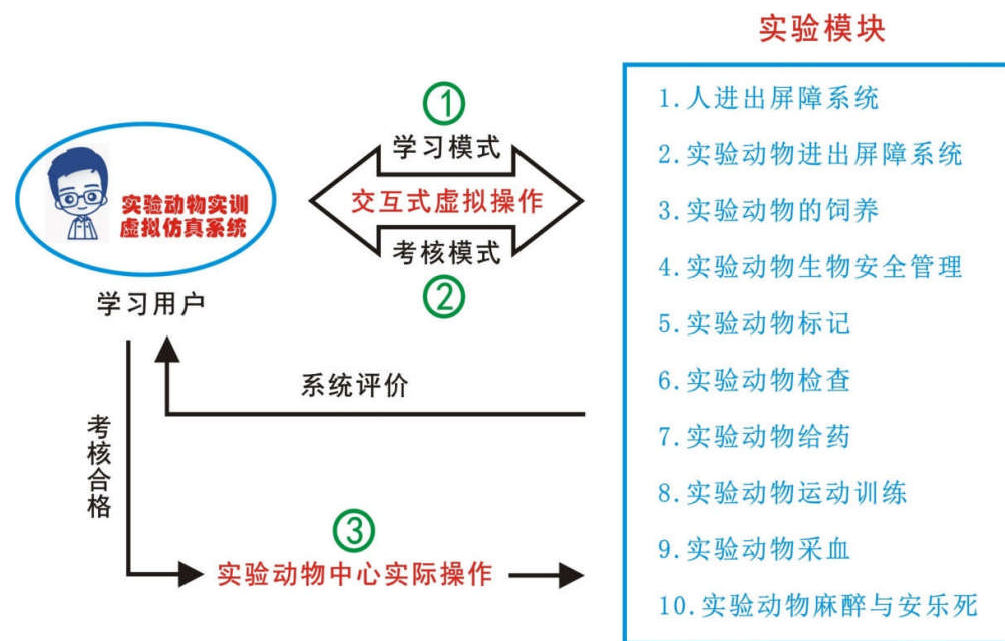 实验模块
1.人进出屏障系统
2.实验动物进出屏障系统
3.实验动物的饲养
4.实验动物生物安全管理
5.实验动物标记
6.实验动物检查
7.实验动物给药
8.实验动物运动训练
9.实验动物采血
10.实验动物麻醉与安乐死
①
学习模式
交互式虚拟操作
考核模式
②
实验动物实训
虚拟仿真系统
学习用户
系统评价
考核合格
③
实验动物中心实际操作